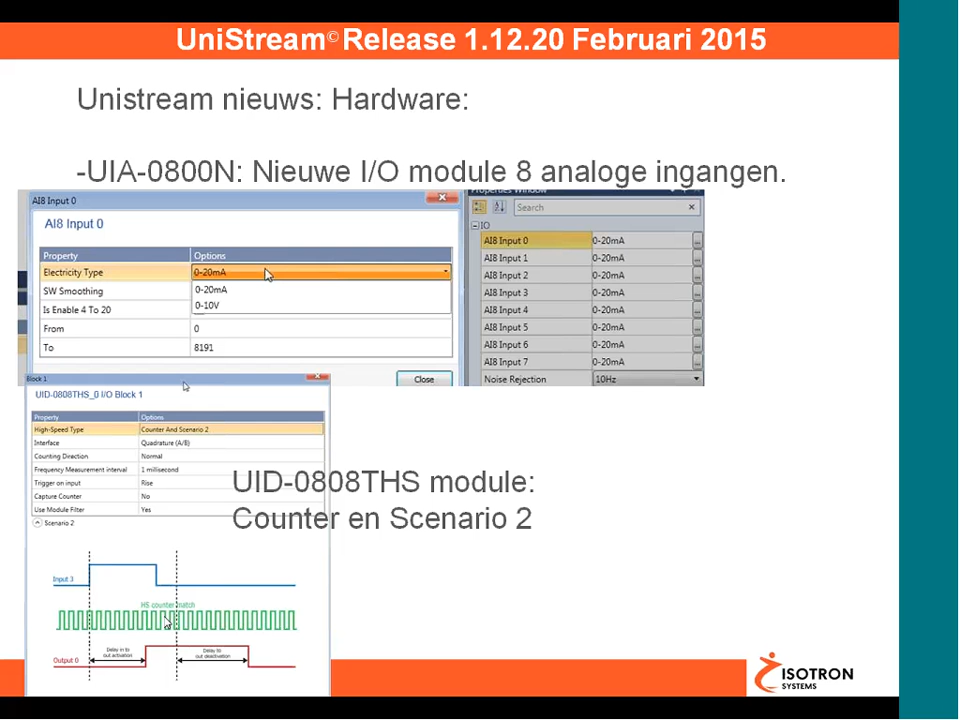 UniStream© Release 1.12.20 Februari 2015
Unistream nieuws: Hardware:
-UIA-0800N: Nieuwe I/O module 8 analoge ingangen.
AI8 Input 0
AI8 Input 0
Property Options
Electricity Type 0-20mA
0-20mA
0-10V
SW Smoothing
Is Enable 4 To 20
From 0
To 8191
Close
Properties Window
Search
IO
AI8 Input 0 0-20mA
AI8 Input 1 0-20mA
AI8 Input 2 0-20mA
AI8 Input 3 0-20mA
AI8 Input 4 0-20mA
AI8 Input 5 0-20mA
AI8 Input 6 0-20mA
AI8 Input 7 0-20mA
Noise Rejection 10Hz
Block 1
UID-0808THS_0 I/O Block 1
Property Options
High-Speed Type Counter And Scenario 2
Interface Quadrature (A/B)
Counting Direction Normal
Frequency Measurement interval 1 millisecond
Trigger on input Rise
Capture Counter No
Use Module Filter Yes
Scenario 2
UID-0808THS module:
Counter en Scenario 2
Input 3
HS counter match
Output 0
Delay in to
out activation
Delay to
out deactivation
ISOTRON
SYSTEMS